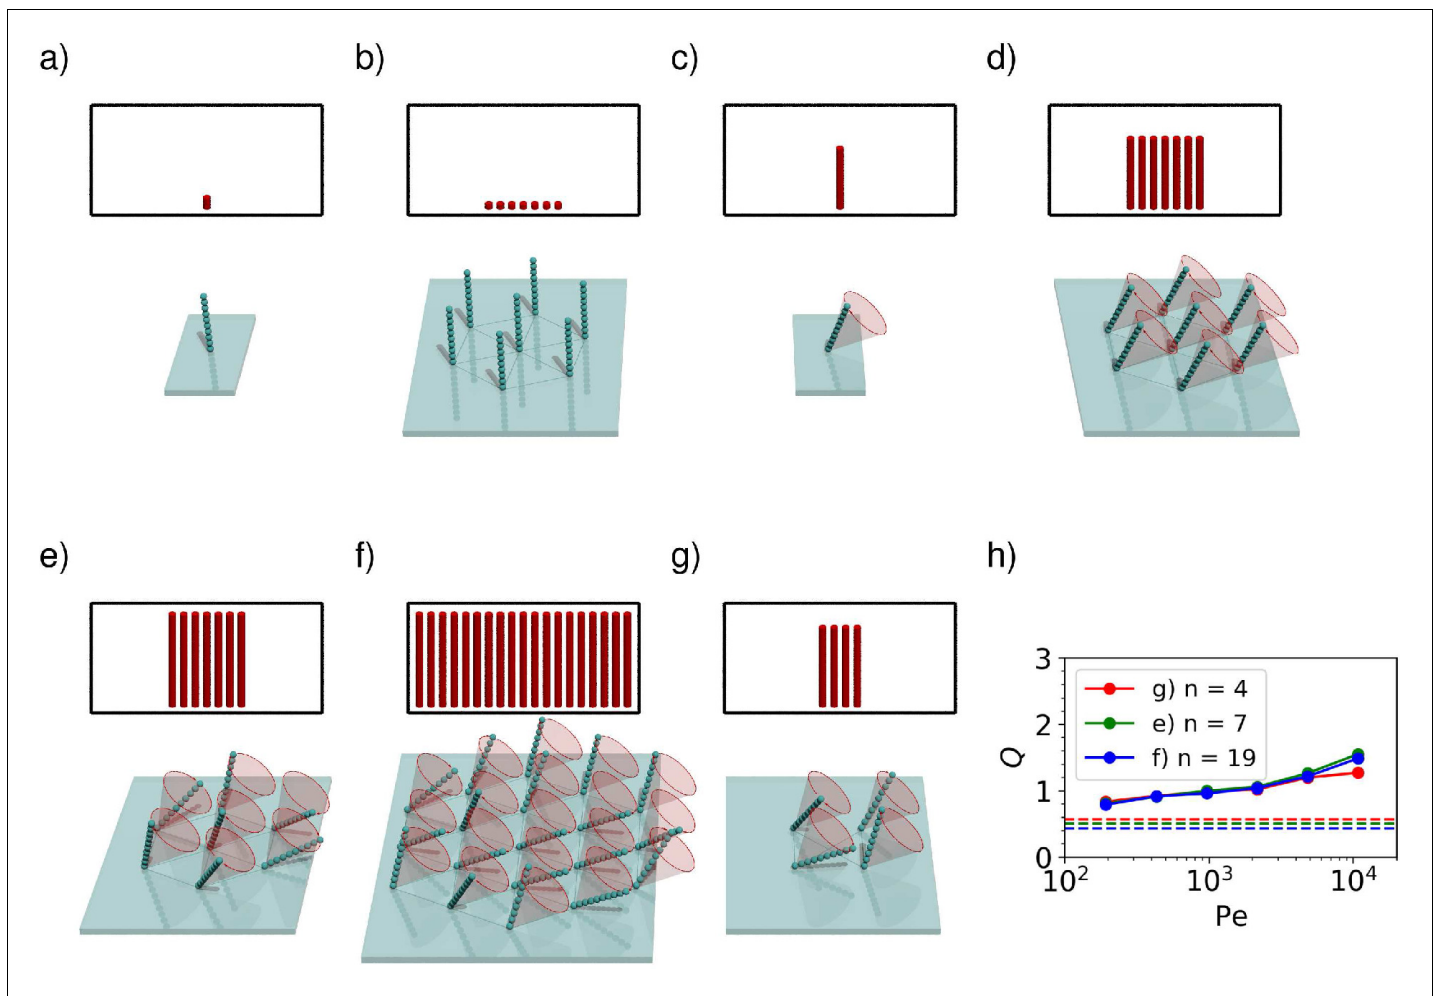 a)
b)
c)
d)
e)
f)
g)
h)
3
2
1
0
Q
g) n = 4
e) n = 7
f) n = 19
10²
10³
10⁴
Pe